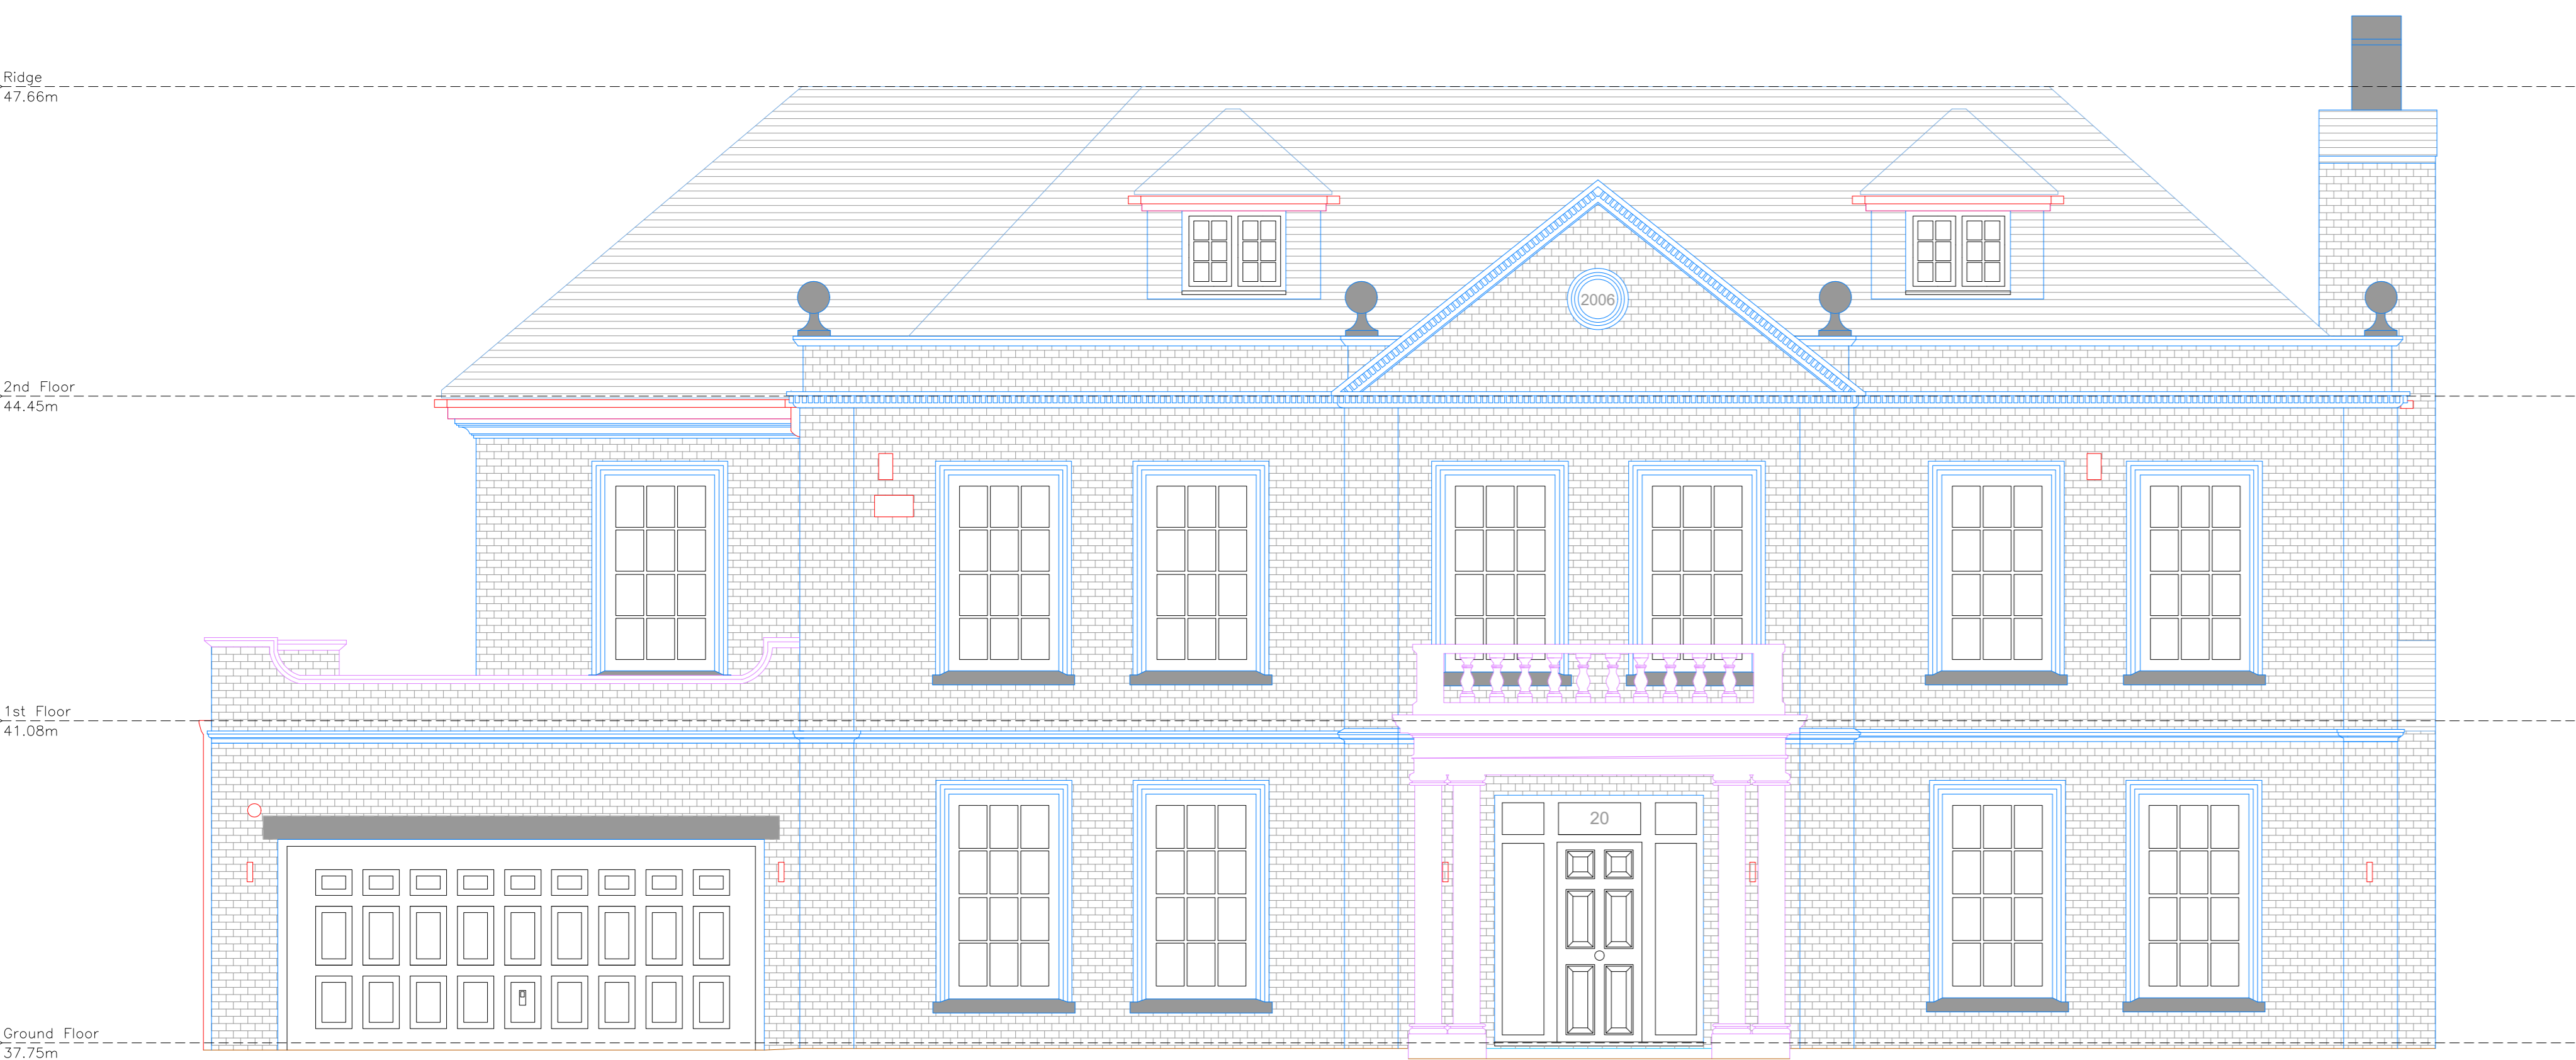 Ridge
47.66m
2006
2nd Floor
44.45m
1st Floor
41.08m
20
Ground Floor
37.75m